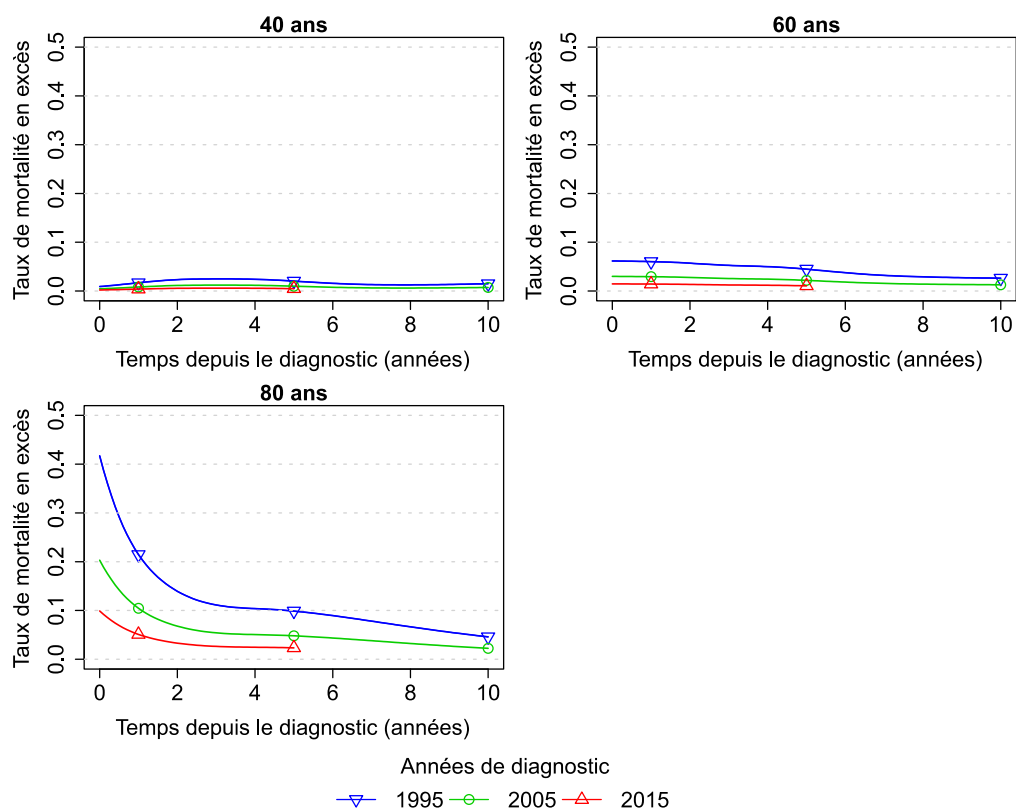 40 ans
Taux de mortalité en excès
0.5
0.4
0.3
0.2
0.1
0.0
0 2 4 6 8 10
Temps depuis le diagnostic (années)
60 ans
Taux de mortalité en excès
0.5
0.4
0.3
0.2
0.1
0.0
0 2 4 6 8 10
Temps depuis le diagnostic (années)
80 ans
Taux de mortalité en excès
0.5
0.4
0.3
0.2
0.1
0.0
0 2 4 6 8 10
Temps depuis le diagnostic (années)
Années de diagnostic
1995 2005 2015